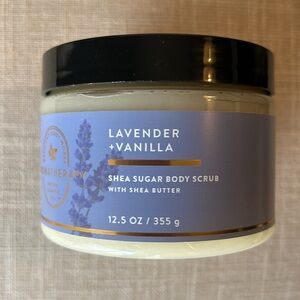 LAVENDER
+VANILLA
SHEA SUGAR BODY SCRUB
WITH SHEA BUTTER
12.5 OZ / 355 g